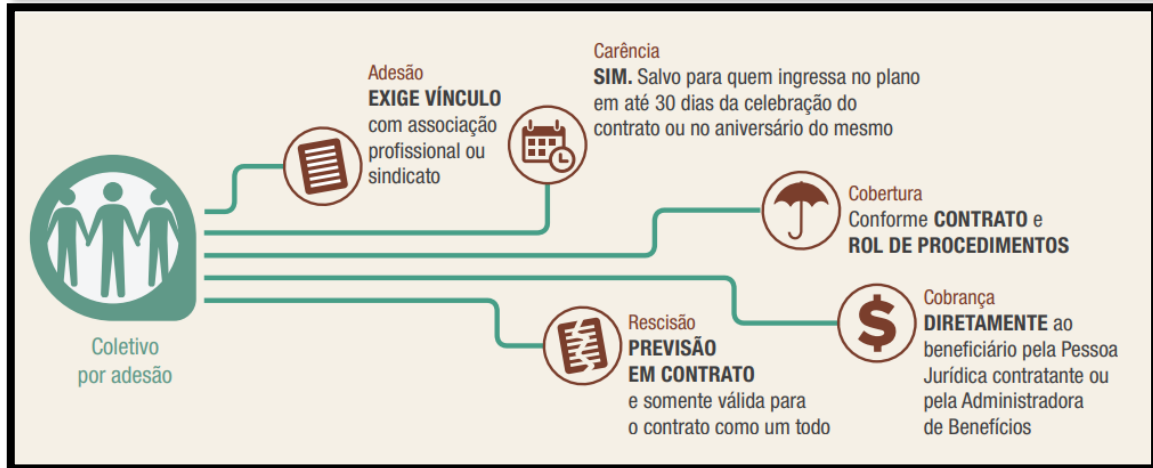 Coletivo
por adesão
Adesão
EXIGE VÍNCULO
com associação
profissional ou
sindicato
Carência
SIM. Salvo para quem ingressa no plano
em até 30 dias da celebração do
contrato ou no aniversário do mesmo
Cobertura
Conforme CONTRATO e
ROL DE PROCEDIMENTOS
Cobrança
DIRETAMENTE ao
beneficiário pela Pessoa
Jurídica contratante ou
pela Administradora
de Benefícios
Rescisão
PREVISÃO
EM CONTRATO
e somente válida para
o contrato como um todo